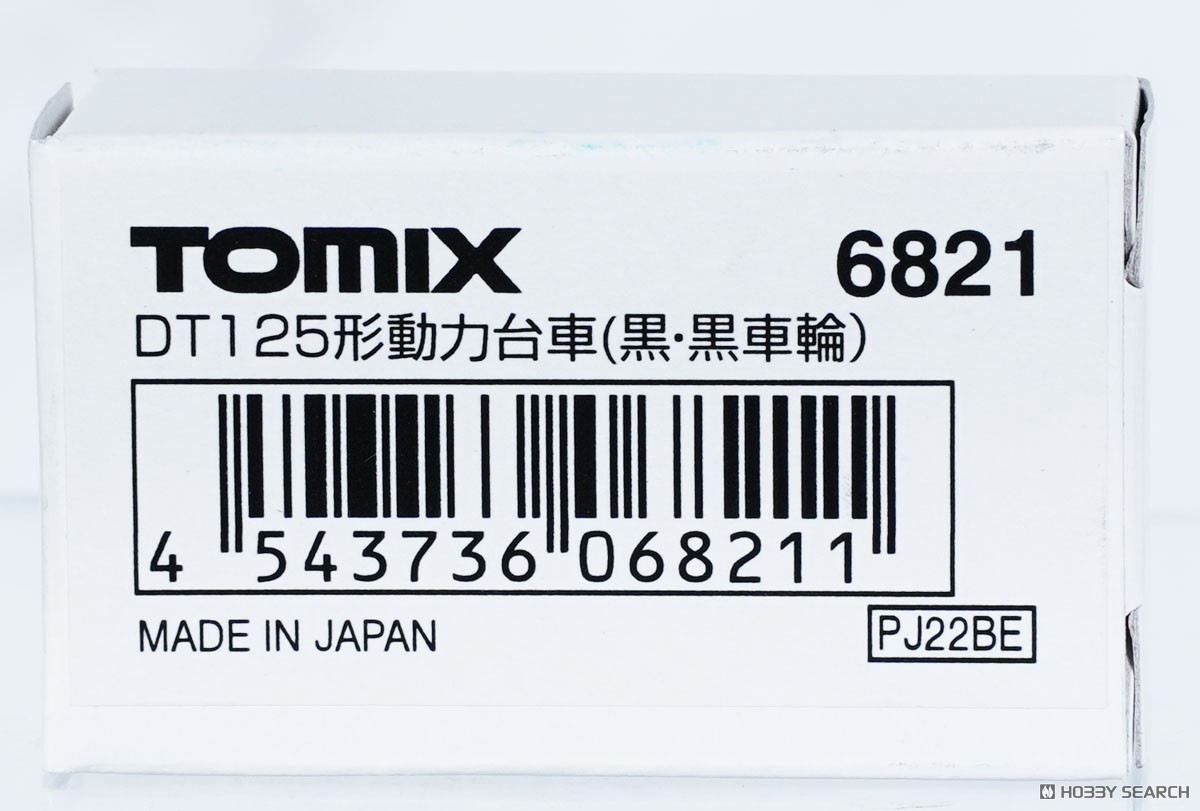 TOMIX 6821
DT125形動力台車(黒・黒車輪)
4 543736 068211
MADE IN JAPAN PJ22BE
HOBBY SEARCH